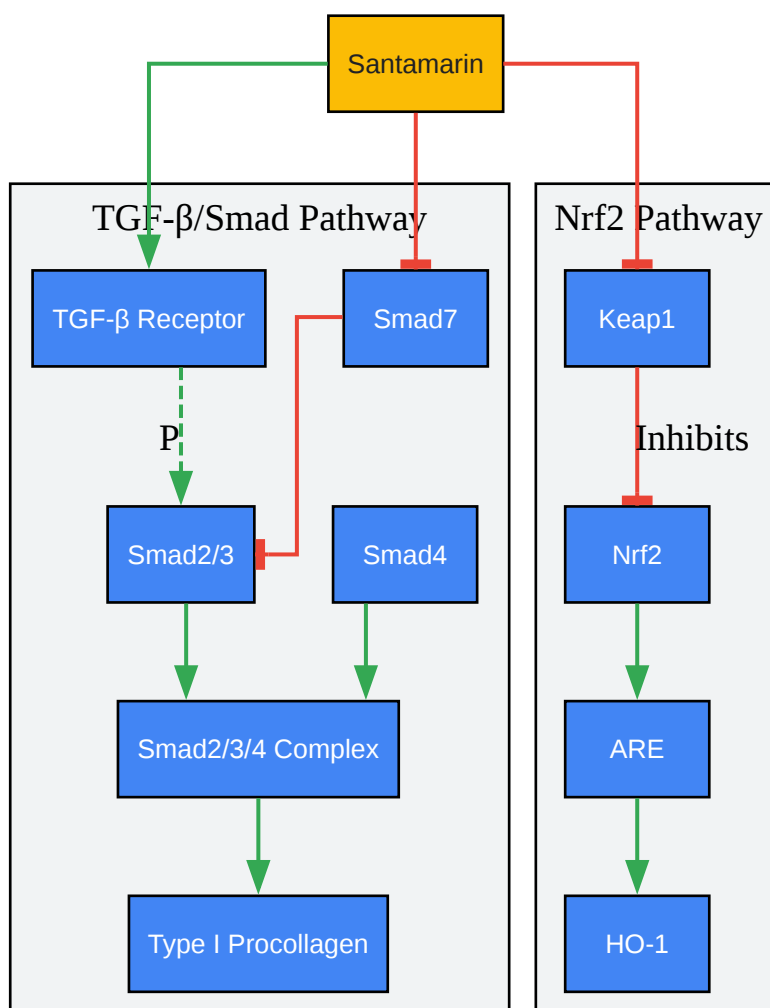 Santamarin
TGF-β/Smad Pathway
Nrf2 Pathway
TGF-β Receptor
Smad7
Keap1
P
Inhibits
Smad2/3
Smad4
Nrf2
Smad2/3/4 Complex
ARE
Type I Procollagen
HO-1